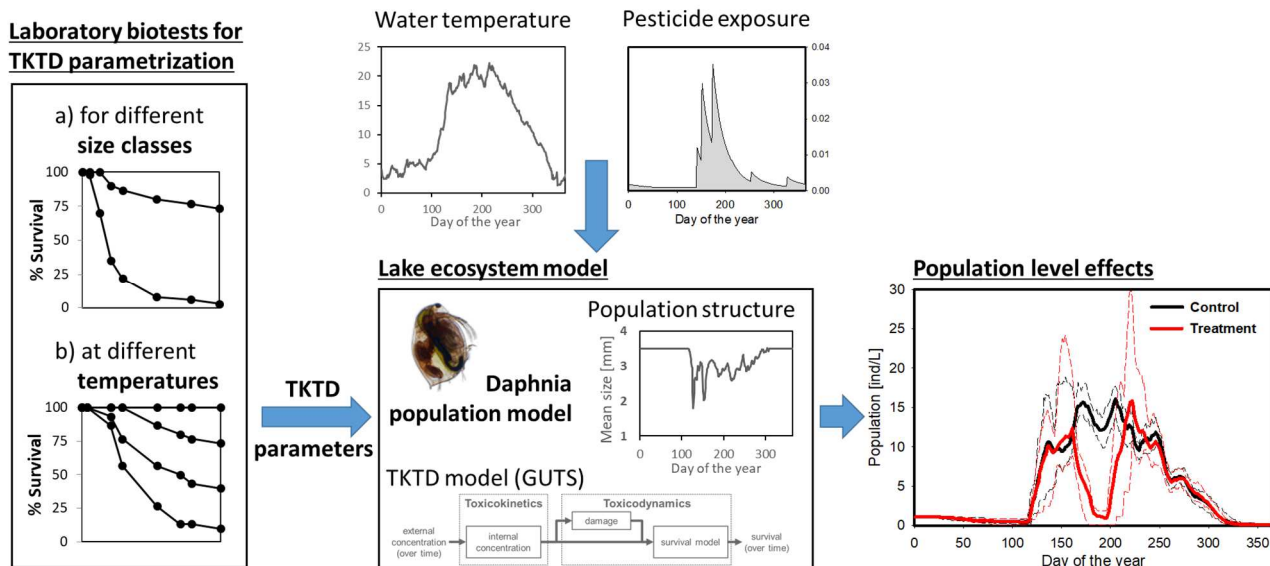 Laboratory biotests for
TKTD parametrization
a) for different
size classes
100
75
50
25
0
% Survival
b) at different
temperatures
100
75
50
25
0
% Survival
TKTD
parameters
Water temperature
25
20
15
10
5
0
0 100 200 300
Day of the year
Pesticide exposure
0.04
0.03
0.02
0.01
0.00
0 100 200 300
Day of the year
Lake ecosystem model
Daphnia
population model
Population structure
4
3
2
1
Mean size [mm]
0 100 200 300
Day of the year
TKTD model (GUTS)
Toxicokinetics
Toxicodynamics
external
concentration
(over time)
internal
concentration
damage
survival model
survival
(over time)
Population level effects
30
25
20
15
10
5
0
Population [ind/L]
Control
Treatment
0 50 100 150 200 250 300 350
Day of the year